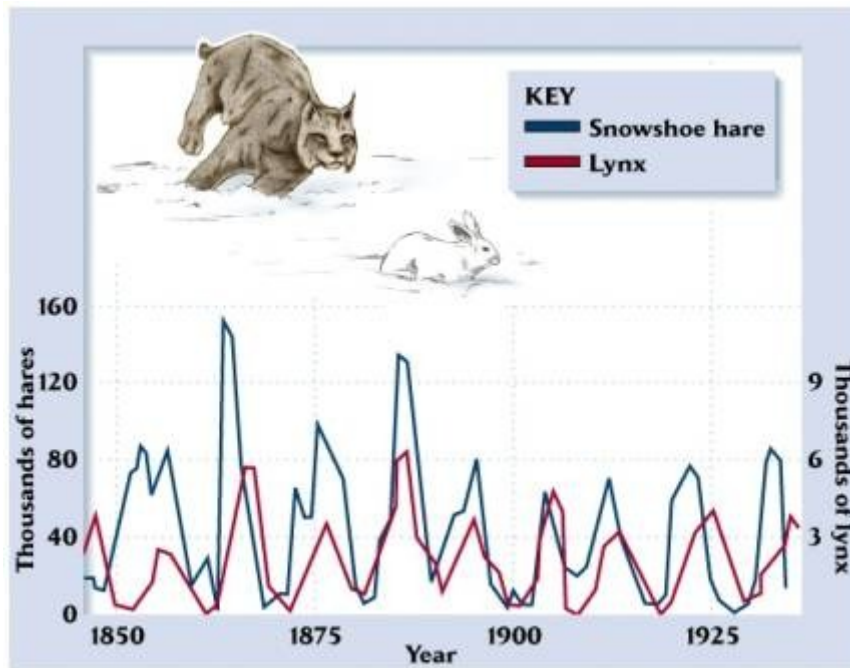 KEY
Snowshoe hare
Lynx
Thousands of hares
160
120
80
40
0
9
6
3
Thousands of lynx
1850
1875
1900
1925
Year